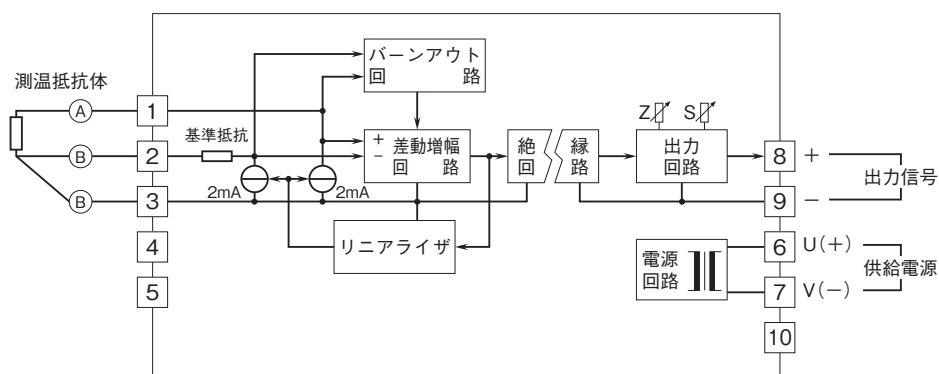 測温抵抗体
A
B
B
1
2
3
4
5
基準抵抗
2mA
2mA
バーンアウト
回路
+
−
差動増幅
回路
リニアライザ
絶縁
回路
Z
S
出力
回路
電源
回路
8
+
9
−
出力信号
6
U(+)
7
V(−)
供給電源
10